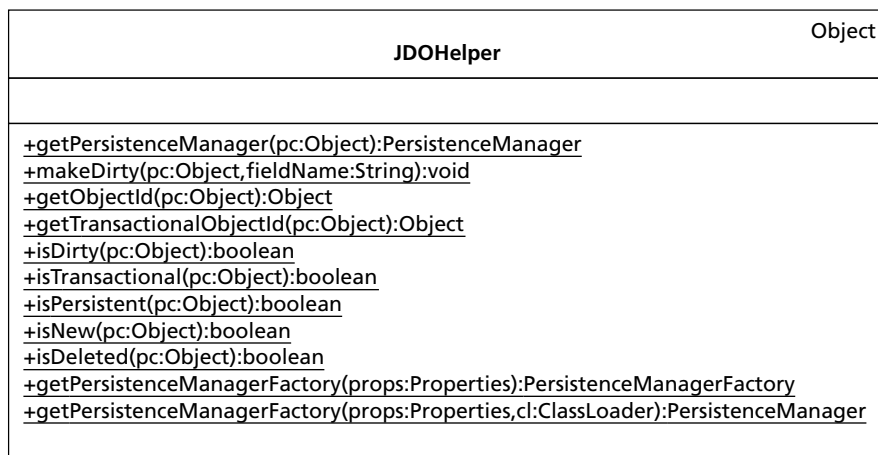 Object
JDOHelper
+getPersistenceManager(pc:Object):PersistenceManager
+makeDirty(pc:Object,fieldName:String):void
+getObjectId(pc:Object):Object
+getTransactionalObjectId(pc:Object):Object
+isDirty(pc:Object):boolean
+isTransactional(pc:Object):boolean
+isPersistent(pc:Object):boolean
+isNew(pc:Object):boolean
+isDeleted(pc:Object):boolean
+getPersistenceManagerFactory(props:Properties):PersistenceManagerFactory
+getPersistenceManagerFactory(props:Properties,cl:ClassLoader):PersistenceManager